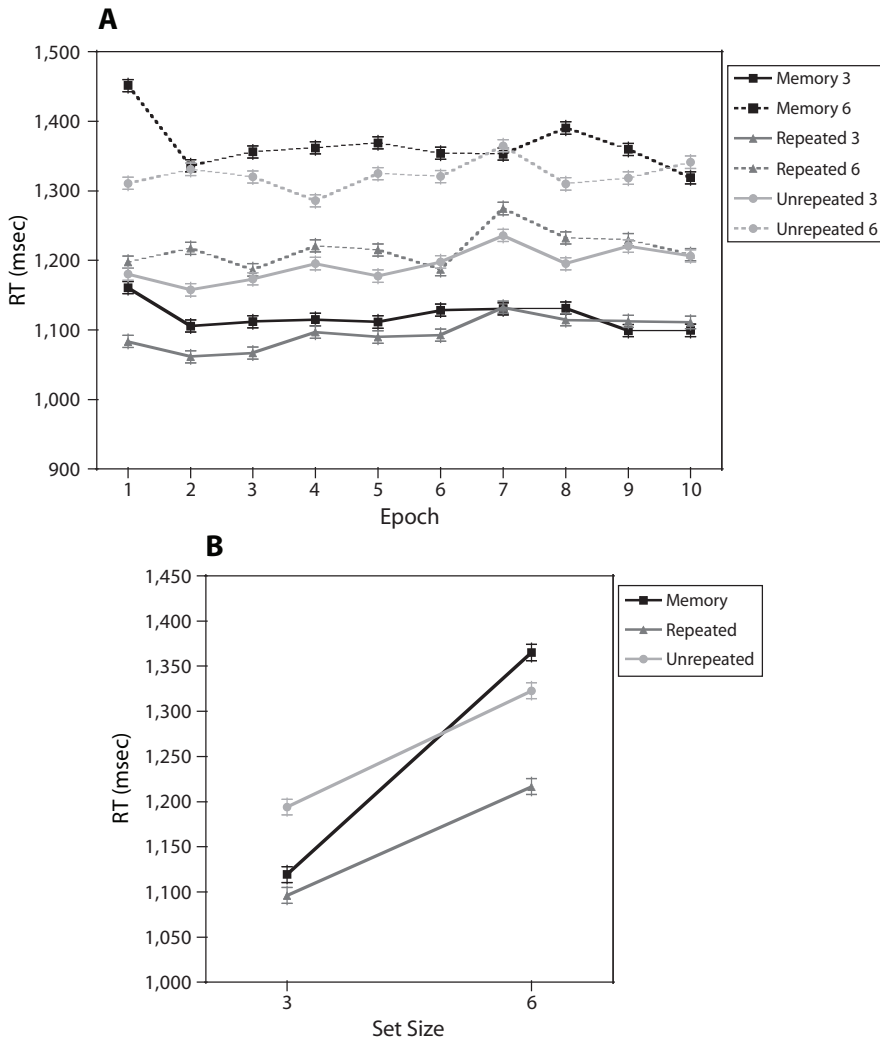 A
1,500
1,400
1,300
1,200
1,100
1,000
900
RT (msec)
1 2 3 4 5 6 7 8 9 10
Epoch
Memory 3
Memory 6
Repeated 3
Repeated 6
Unrepeated 3
Unrepeated 6
B
1,450
1,400
1,350
1,300
1,250
1,200
1,150
1,100
1,050
1,000
RT (msec)
3 6
Set Size
Memory
Repeated
Unrepeated